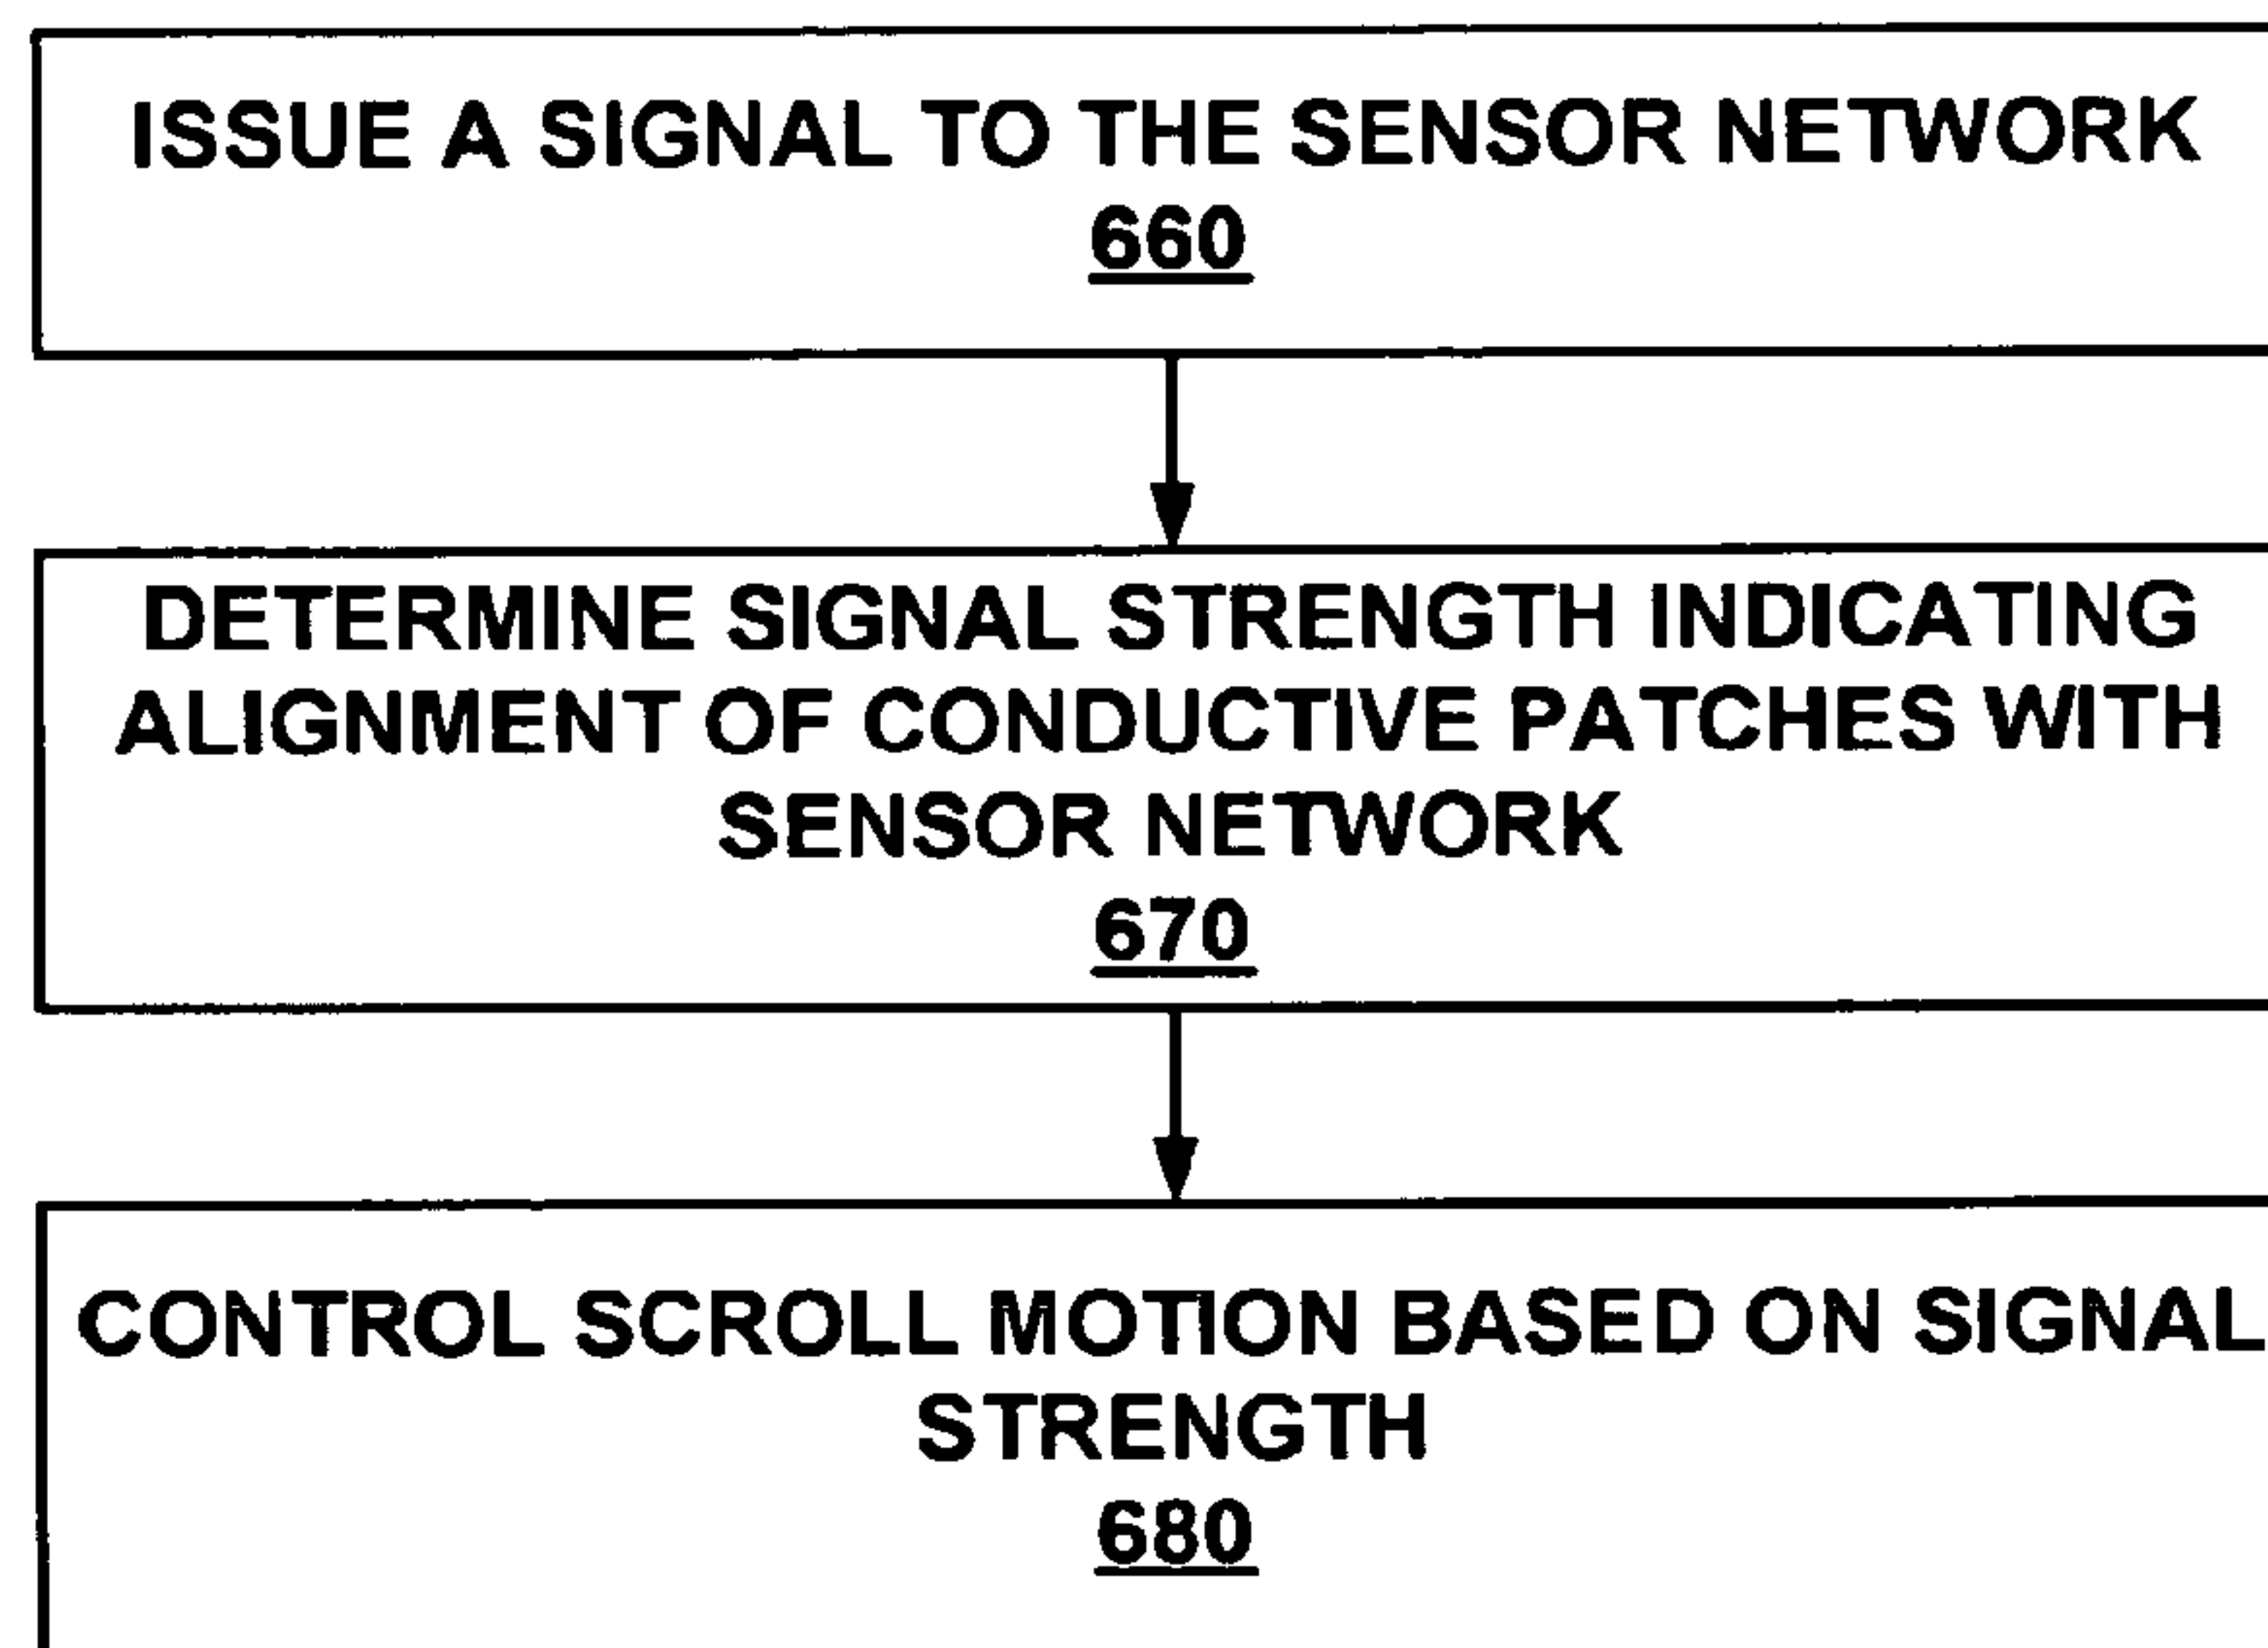 ISSUE A SIGNAL TO THE SENSOR NETWORK
660
DETERMINE SIGNAL STRENGTH INDICATING
ALIGNMENT OF CONDUCTIVE PATCHES WITH
SENSOR NETWORK
670
CONTROL SCROLL MOTION BASED ON SIGNAL
STRENGTH
680